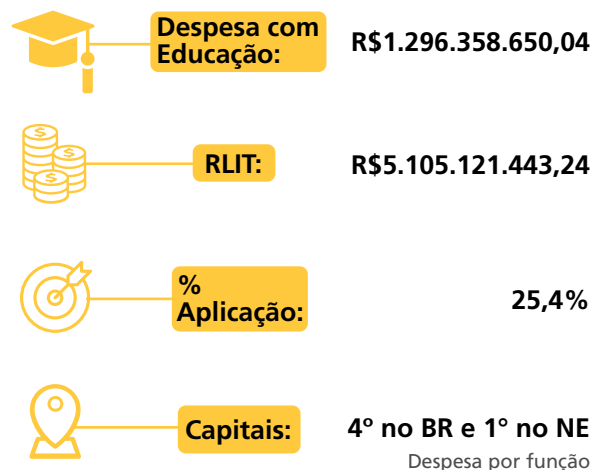 Despesa com
Educação:
R$1.296.358.650,04
RLIT:
R$5.105.121.443,24
%
Aplicação:
25,4%
Capitais:
4º no BR e 1° no NE
Despesa por função